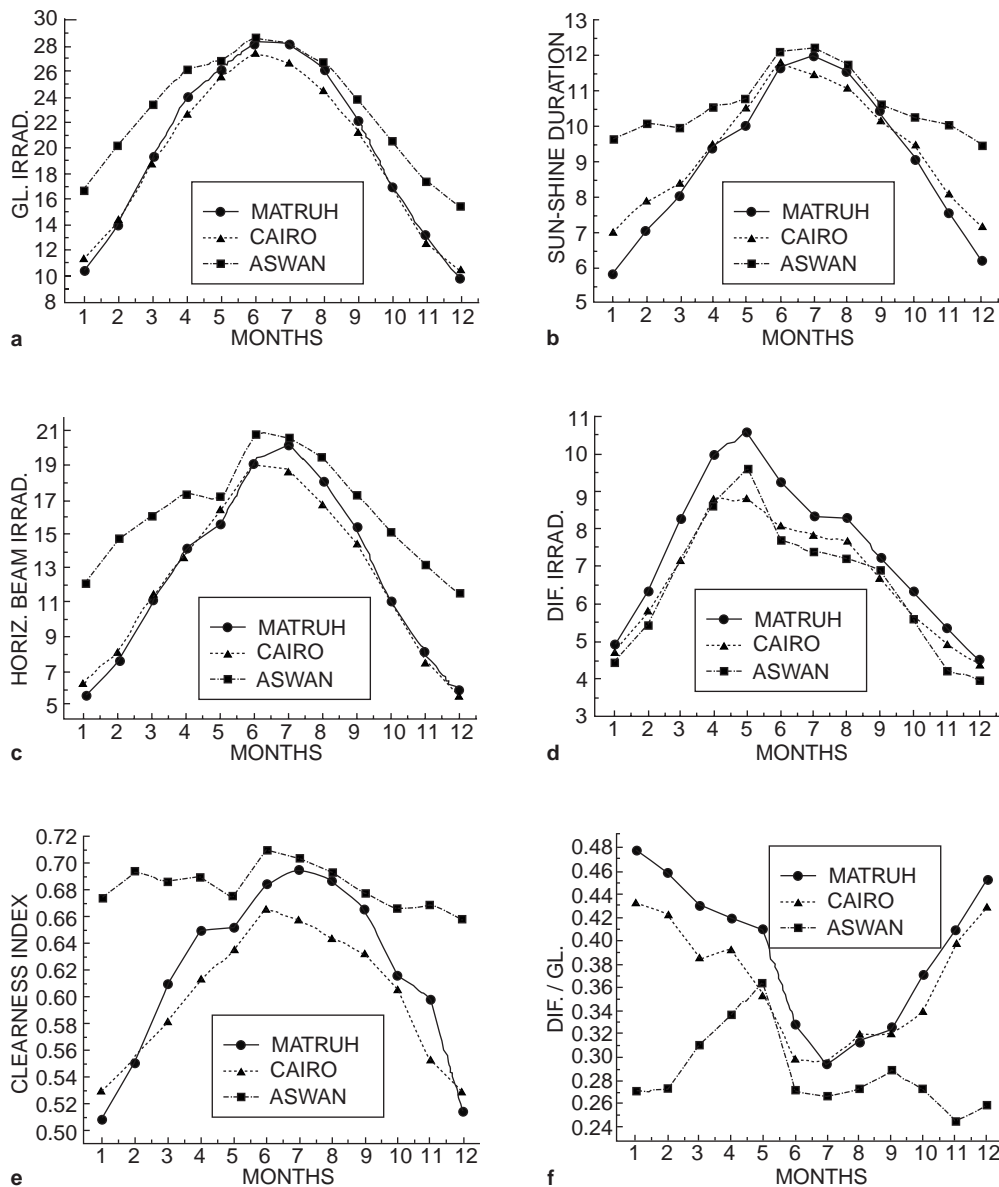 GL. IRRAD.
30
28
26
24
22
20
18
16
14
12
10
8
MATRUH
CAIRO
ASWAN
1 2 3 4 5 6 7 8 9 10 11 12
MONTHS
a
SUN-SHINE DURATION
13
12
11
10
9
8
7
6
5
MATRUH
CAIRO
ASWAN
1 2 3 4 5 6 7 8 9 10 11 12
MONTHS
b
HORIZ. BEAM IRRAD.
21
19
17
15
13
11
9
7
5
MATRUH
CAIRO
ASWAN
1 2 3 4 5 6 7 8 9 10 11 12
MONTHS
c
DIF. IRRAD.
11
10
9
8
7
6
5
4
3
MATRUH
CAIRO
ASWAN
1 2 3 4 5 6 7 8 9 10 11 12
MONTHS
d
CLEARNESS INDEX
0.72
0.70
0.68
0.66
0.64
0.62
0.60
0.58
0.56
0.54
0.52
0.50
MATRUH
CAIRO
ASWAN
1 2 3 4 5 6 7 8 9 10 11 12
MONTHS
e
DIF. / GL.
0.48
0.46
0.44
0.42
0.40
0.38
0.36
0.34
0.32
0.30
0.28
0.26
0.24
MATRUH
CAIRO
ASWAN
1 2 3 4 5 6 7 8 9 10 11 12
MONTHS
f